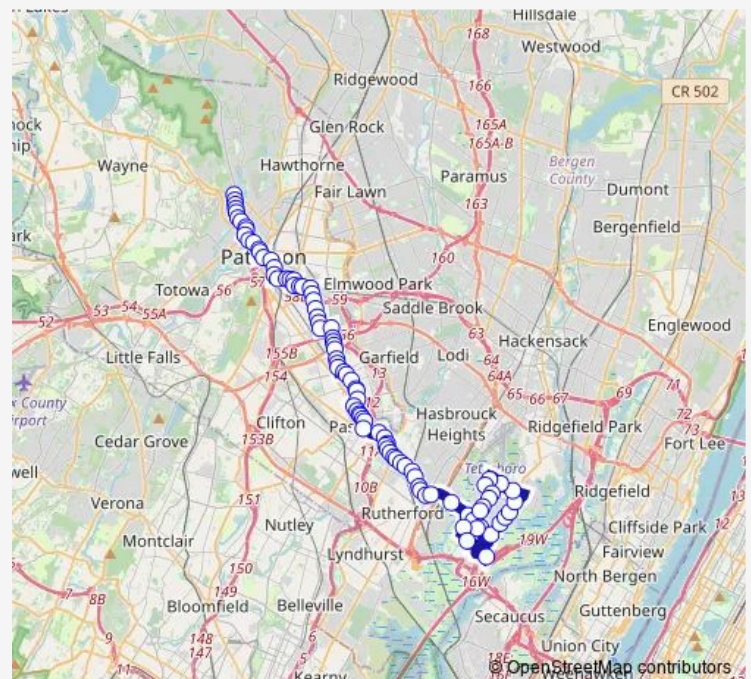 Hillsdale
168
Westwood
Ridgewood
166
CR 502
Glen Rock
165A
165A-B
Bergen
County
Wayne
Hawthorne
Paramus
Fair Lawn
Dumont
163
Bergenfield
160
Totowa
56
57
Elmwood Park
59
Saddle Brook
52
53
54
55A
63
Englewood
Little Falls
155B
Garfield
Lodi
Hackensack
64
64A
154
13
65
66
67
69
71
72
73
12
Clifton
Hasbrouck
Heights
Ridgefield Park
Fort Lee
153B
Cedar Grove
10B
Ridgefield
151
Verona
Rutherford
Nutley
Cliffside Park
Montclair
Lyndhurst
19W
Fairview
150
16W
North Bergen
8B
149
Bloomfield
Belleville
Secaucus
Guttenberg
148
147
Union City
9
11
5
© OpenStreetMap contributors